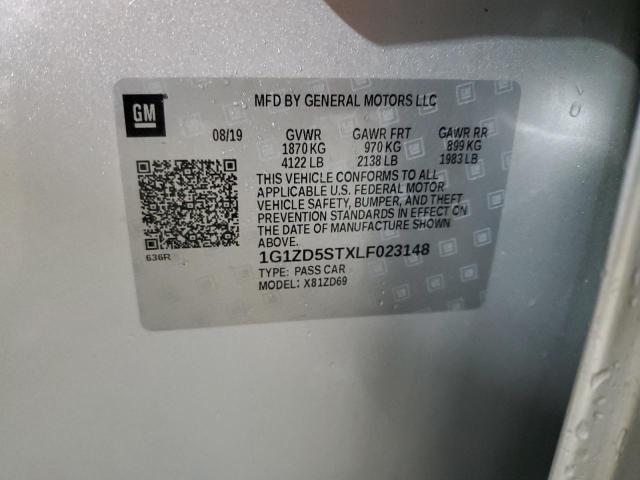 GM
MFD BY GENERAL MOTORS LLC
08/19 GVWR GAWR FRT GAWR RR
1870 KG 970 KG 899 KG
4122 LB 2138 LB 1983 LB
THIS VEHICLE CONFORMS TO ALL
APPLICABLE U.S. FEDERAL MOTOR
VEHICLE SAFETY, BUMPER, AND THEFT
PREVENTION STANDARDS IN EFFECT ON
THE DATE OF MANUFACTURE SHOWN
ABOVE.
636R
1G1ZD5STXLF023148
TYPE: PASS CAR
MODEL: X81ZD69